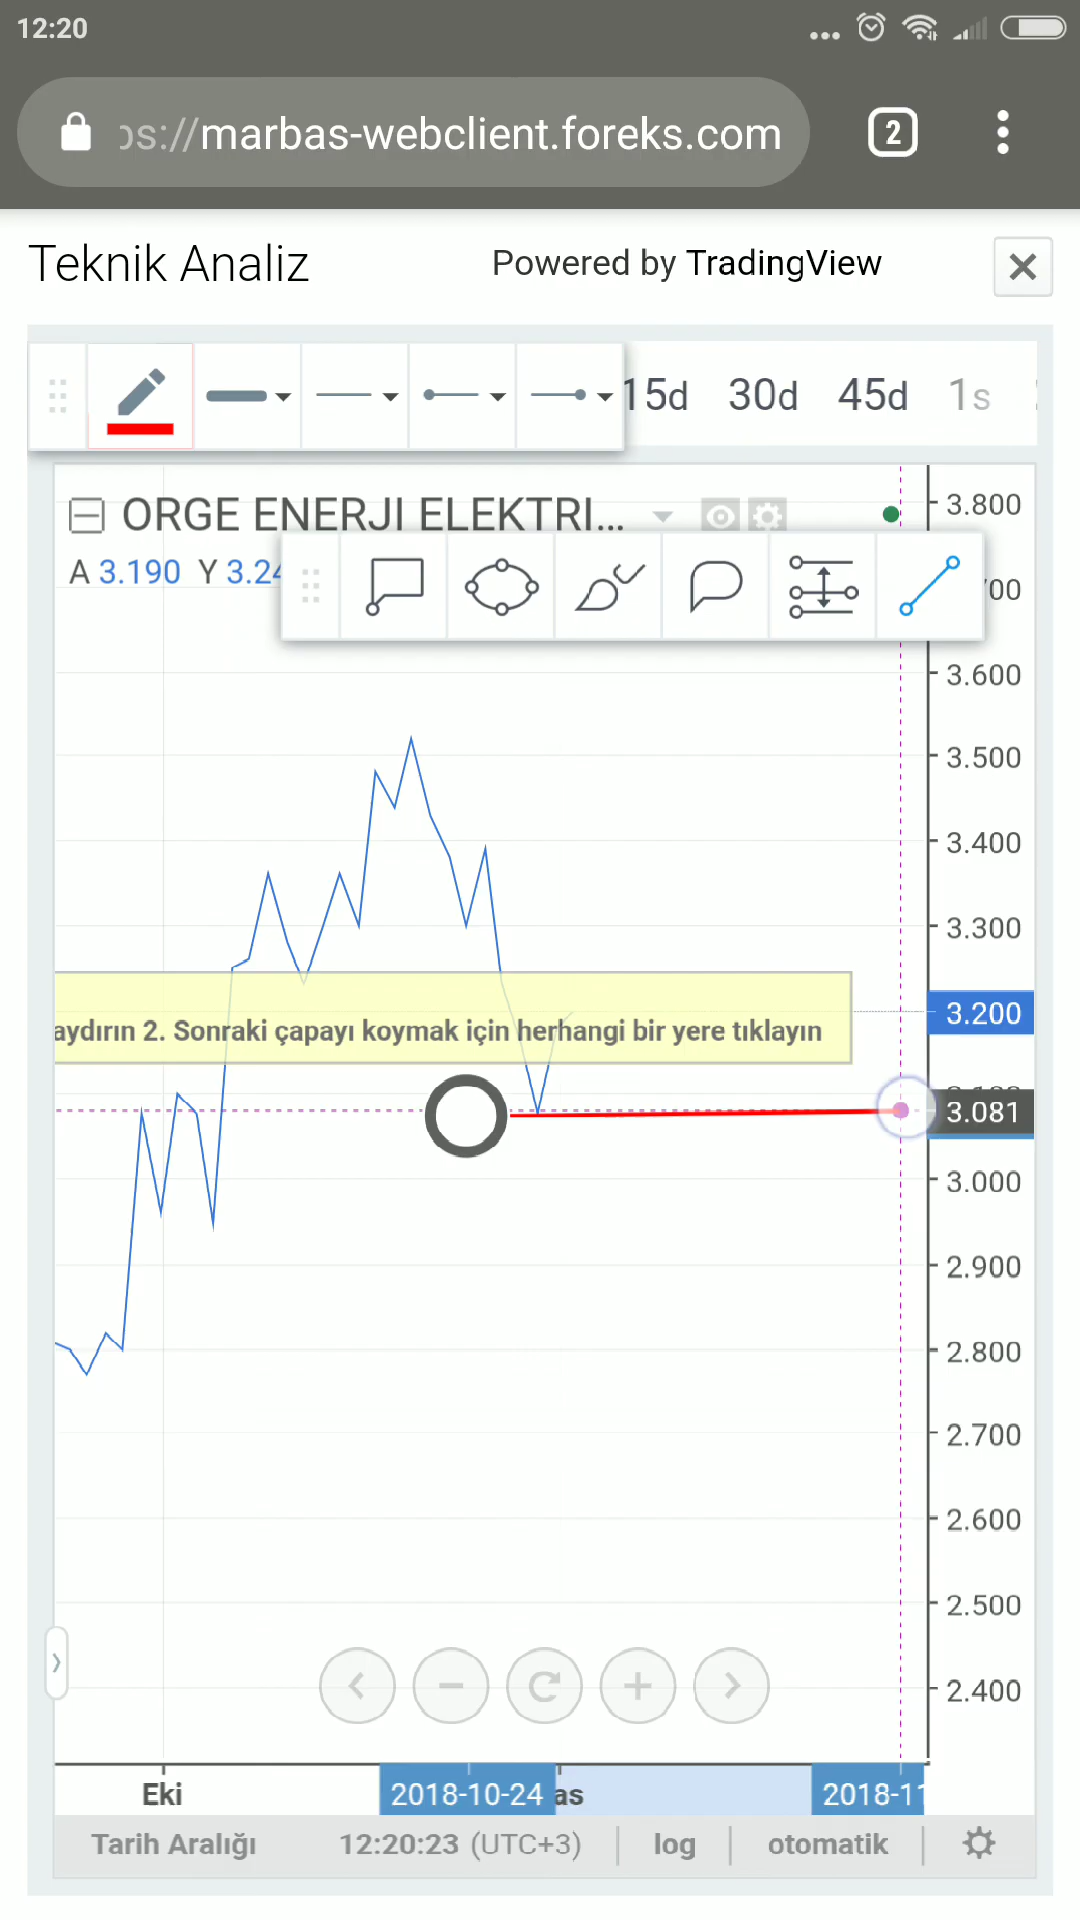 12:20
ps://marbas-webclient.foreks.com
2
Teknik Analiz
Powered by TradingView
15d 30d 45d 1s
ORGE ENERJI ELEKTRI...
A 3.190 Y 3.24
3.800
700
3.600
3.500
3.400
3.300
3.200
aydırın 2. Sonraki çapayı koymak için herhangi bir yere tıklayın
3.081
3.000
2.900
2.800
2.700
2.600
2.500
2.400
Eki 2018-10-24 as 2018-11
Tarih Aralığı 12:20:23 (UTC+3) log otomatik